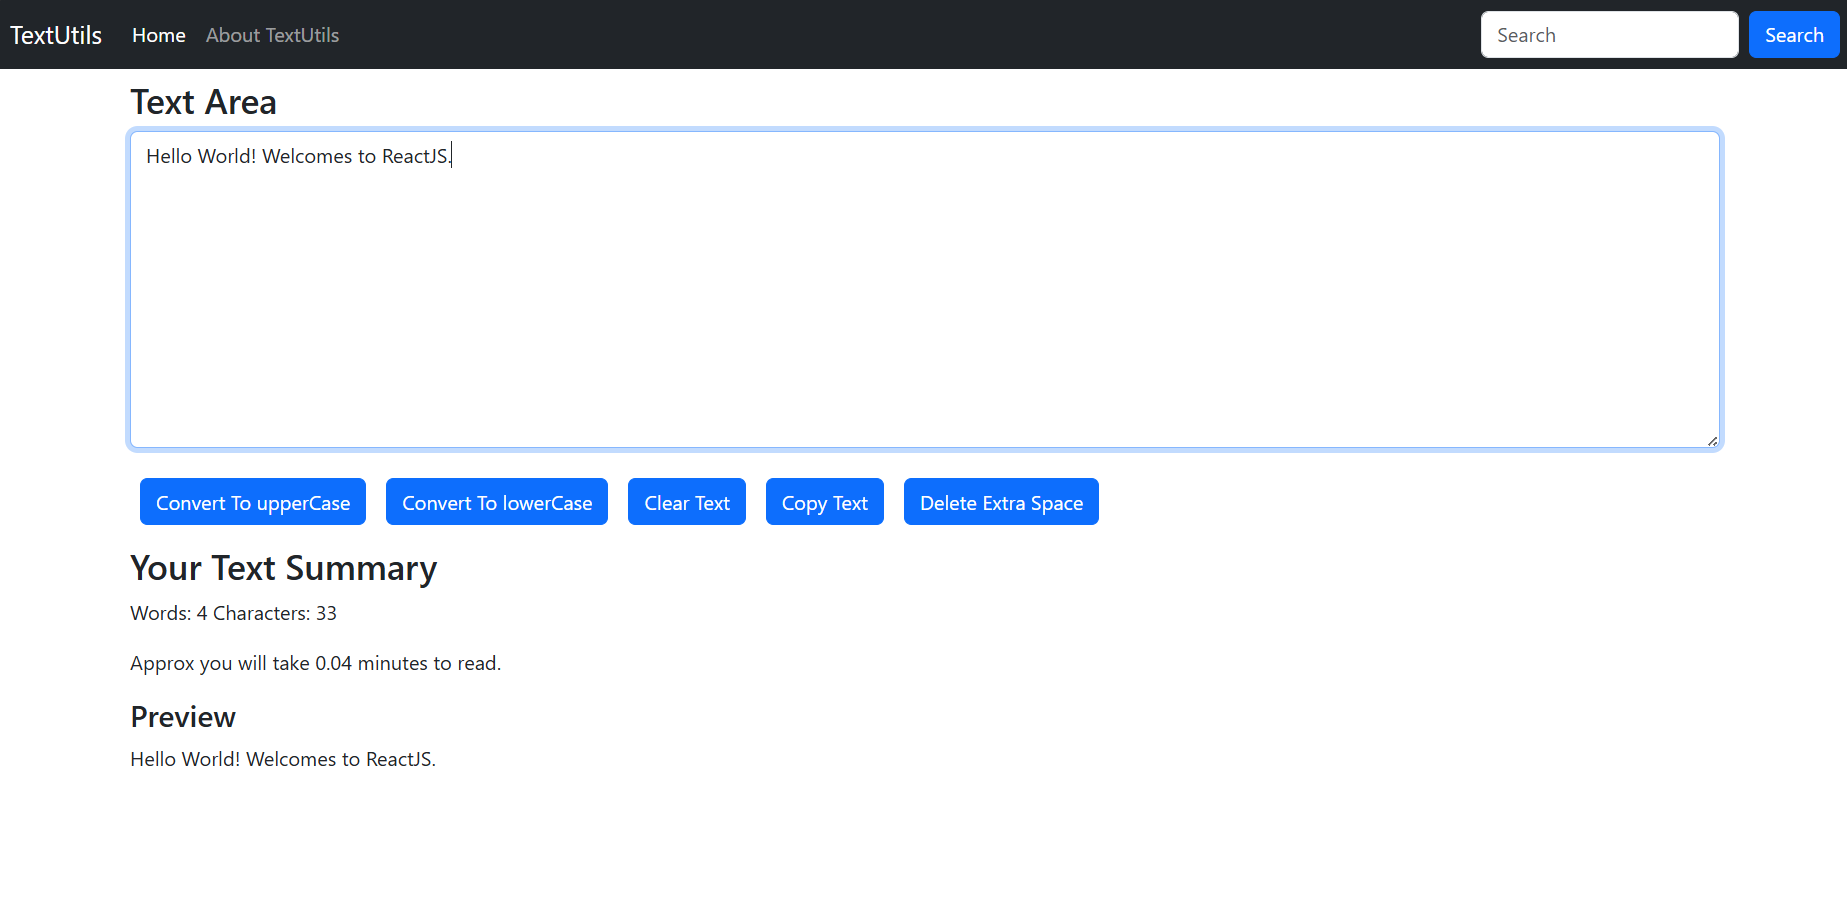 TextUtils Home About TextUtils Search Search
Text Area
Hello World! Welcomes to ReactJS.
Convert To upperCase Convert To lowerCase Clear Text Copy Text Delete Extra Space
Your Text Summary
Words: 4 Characters: 33
Approx you will take 0.04 minutes to read.
Preview
Hello World! Welcomes to ReactJS.